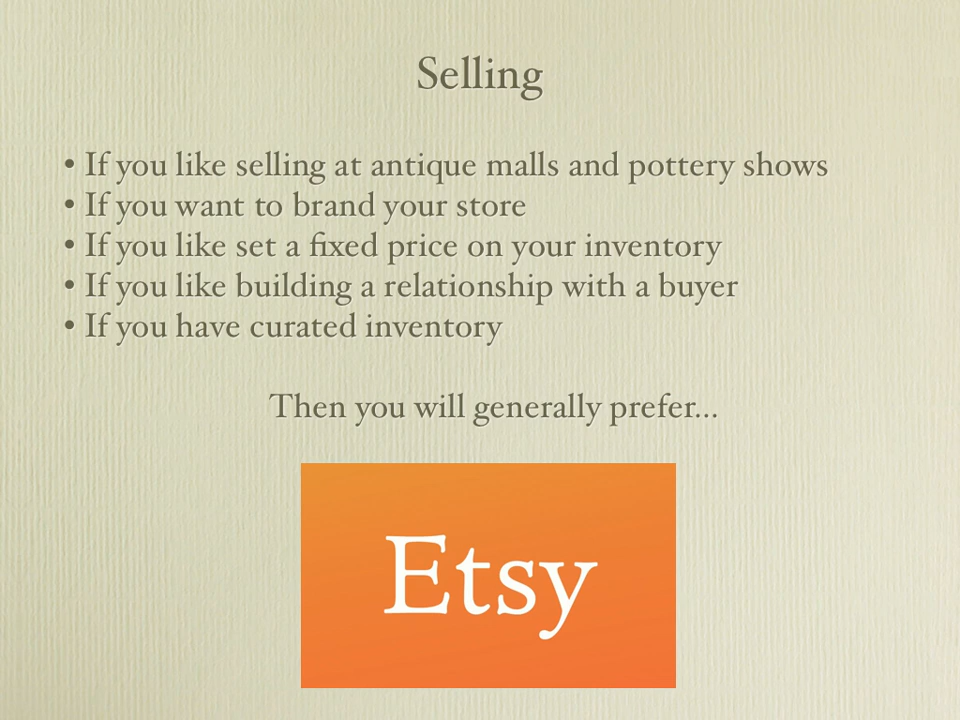 Selling
• If you like selling at antique malls and pottery shows
• If you want to brand your store
• If you like set a fixed price on your inventory
• If you like building a relationship with a buyer
• If you have curated inventory
Then you will generally prefer...
Etsy